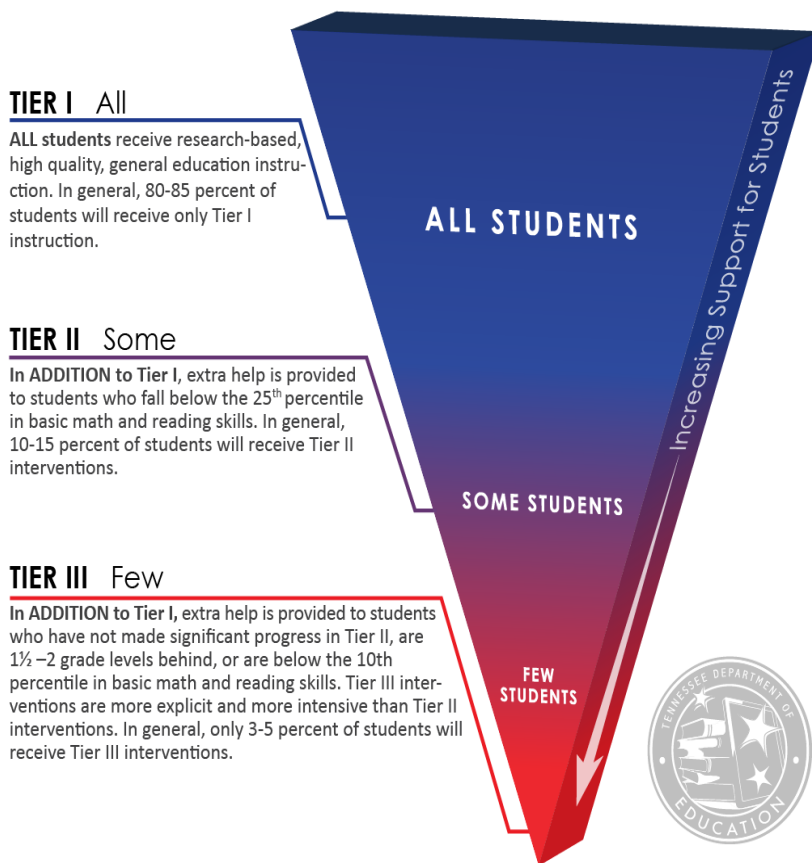 TIER I All
ALL students receive research-based,
high quality, general education instruc-
tion. In general, 80-85 percent of
students will receive only Tier I
instruction.
ALL STUDENTS
Increasing Support for Students
TIER II Some
In ADDITION to Tier I, extra help is provided
to students who fall below the 25th percentile
in basic math and reading skills. In general,
10-15 percent of students will receive Tier II
interventions.
SOME STUDENTS
TIER III Few
In ADDITION to Tier I, extra help is provided to students
who have not made significant progress in Tier II, are
1½ –2 grade levels behind, or are below the 10th
percentile in basic math and reading skills. Tier III inter-
ventions are more explicit and more intensive than Tier II
interventions. In general, only 3-5 percent of students will
receive Tier III interventions.
FEW
STUDENTS
TENNESSEE DEPARTMENT OF
EDUCATION